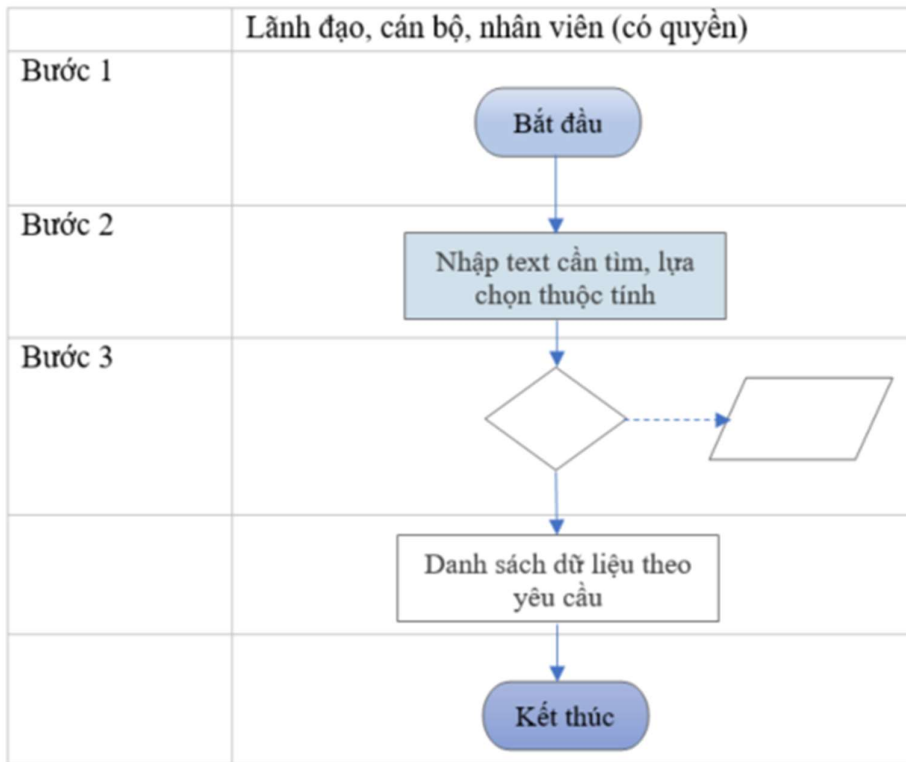 Lãnh đạo, cán bộ, nhân viên (có quyền)
Bước 1
Bắt đầu
Bước 2
Nhập text cần tìm, lựa
chọn thuộc tính
Bước 3
Danh sách dữ liệu theo
yêu cầu
Kết thúc